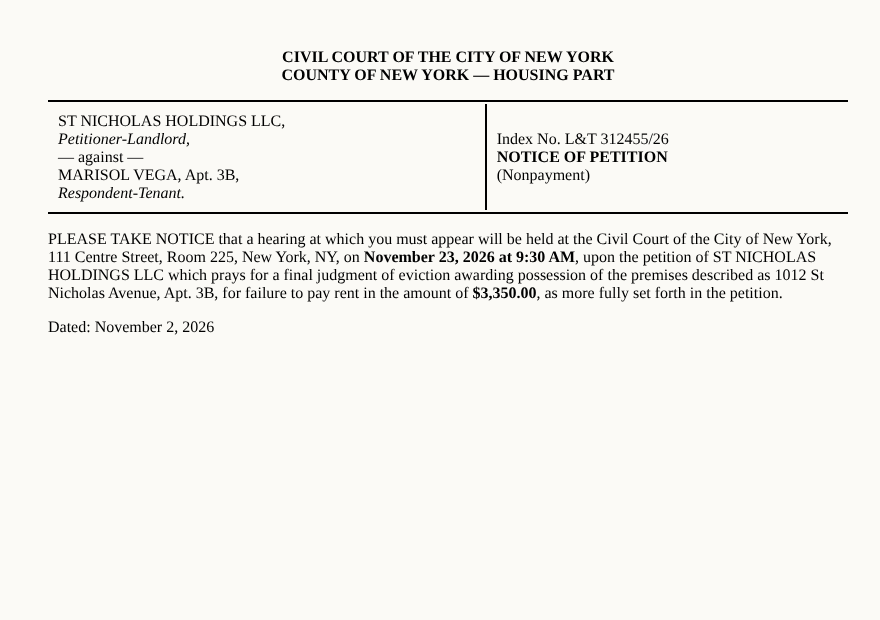 CIVIL COURT OF THE CITY OF NEW YORK
COUNTY OF NEW YORK — HOUSING PART
ST NICHOLAS HOLDINGS LLC,
Petitioner-Landlord,
— against —
MARISOL VEGA, Apt. 3B,
Respondent-Tenant.
Index No. L&T 312455/26
NOTICE OF PETITION
(Nonpayment)
PLEASE TAKE NOTICE that a hearing at which you must appear will be held at the Civil Court of the City of New York,
111 Centre Street, Room 225, New York, NY, on November 23, 2026 at 9:30 AM, upon the petition of ST NICHOLAS
HOLDINGS LLC which prays for a final judgment of eviction awarding possession of the premises described as 1012 St
Nicholas Avenue, Apt. 3B, for failure to pay rent in the amount of $3,350.00, as more fully set forth in the petition.
Dated: November 2, 2026